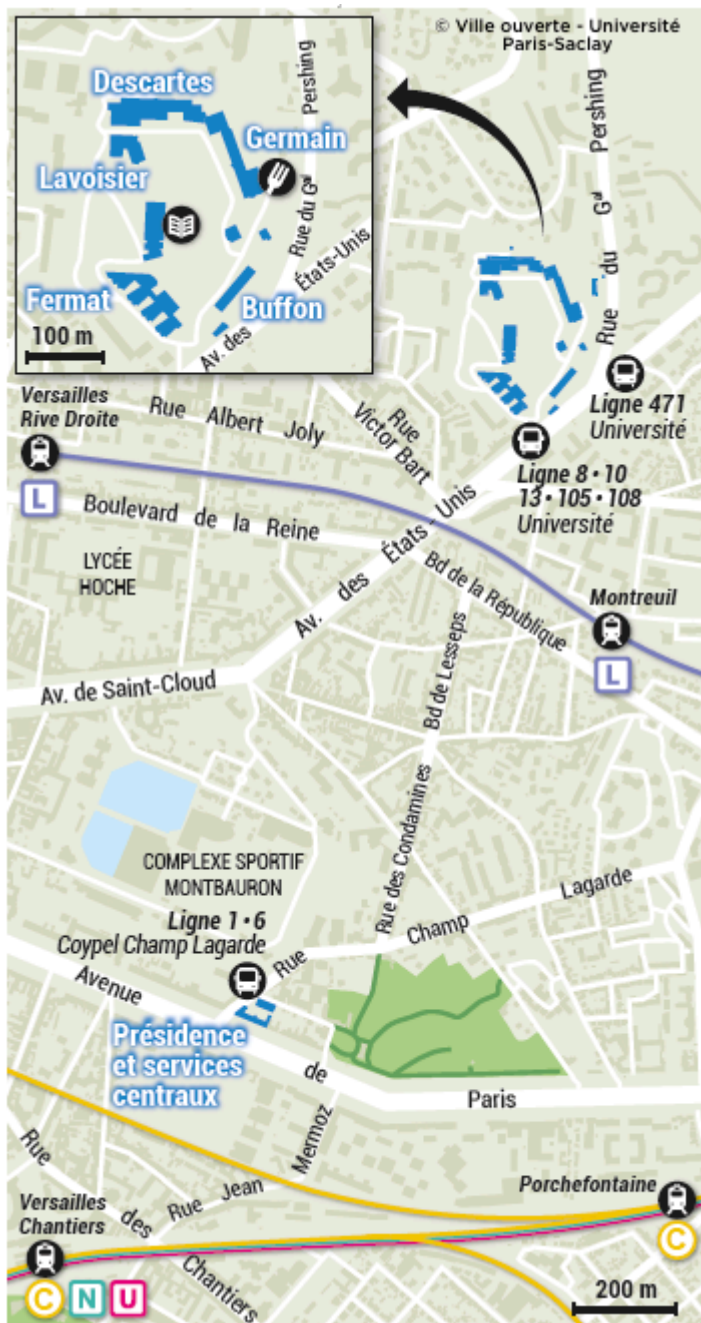 © Ville ouverte - Université
Paris-Saclay
Descartes
Germain
Lavoisier
Fermat
Buffon
Rue du Gᵃˡ Pershing
Av. des États-Unis
100 m
Rue du Gᵃˡ Pershing
Versailles
Rive Droite
L
Rue Albert Joly
Rue
Victor Bart
Ligne 471
Université
Ligne 8 • 10
13 • 105 • 108
Université
Boulevard de la Reine
Av. des États - Unis
LYCÉE
HOCHE
Bd de la République
Montreuil
L
Bd de Lesseps
Av. de Saint-Cloud
Rue des Condamines
COMPLEXE SPORTIF
MONTBAURON
Ligne 1 • 6
Coypel Champ Lagarde
Rue Champ Lagarde
Avenue de Paris
Présidence
et services
centraux
Rue Jean Mermoz
Rue des Chantiers
Versailles
Chantiers
C N U
Porchefontaine
C
200 m